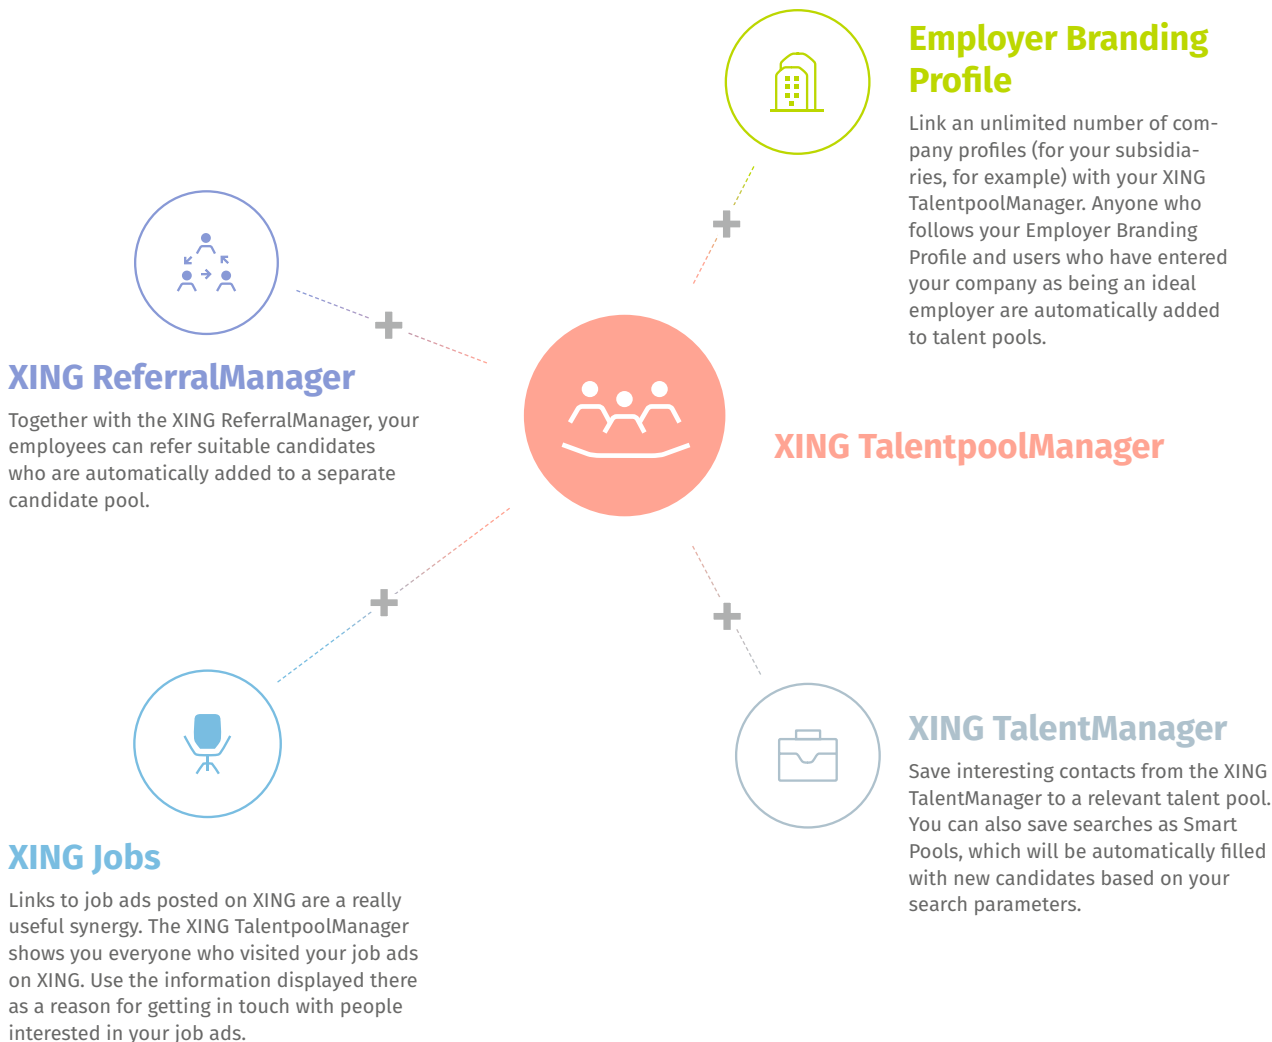 Employer Branding
Profile
Link an unlimited number of com-
pany profiles (for your subsidia-
ries, for example) with your XING
TalentpoolManager. Anyone who
follows your Employer Branding
Profile and users who have entered
your company as being an ideal
employer are automatically added
to talent pools.
XING ReferralManager
Together with the XING ReferralManager, your
employees can refer suitable candidates
who are automatically added to a separate
candidate pool.
XING TalentpoolManager
XING TalentManager
Save interesting contacts from the XING
TalentManager to a relevant talent pool.
You can also save searches as Smart
Pools, which will be automatically filled
with new candidates based on your
search parameters.
XING Jobs
Links to job ads posted on XING are a really
useful synergy. The XING TalentpoolManager
shows you everyone who visited your job ads
on XING. Use the information displayed there
as a reason for getting in touch with people
interested in your job ads.